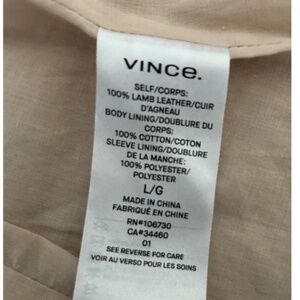 VINCE.
SELF/CORPS:
100% LAMB LEATHER/CUIR
D'AGNEAU
BODY LINING/DOUBLURE DU
CORPS:
100% COTTON/COTON
SLEEVE LINING/DOUBLURE
DE LA MANCHE:
100% POLYESTER/
POLYESTER
L/G
MADE IN CHINA
FABRIQUÉ EN CHINE
RN#106730
CA#34460
01
SEE REVERSE FOR CARE
VOIR AU VERSO POUR LES SOINS